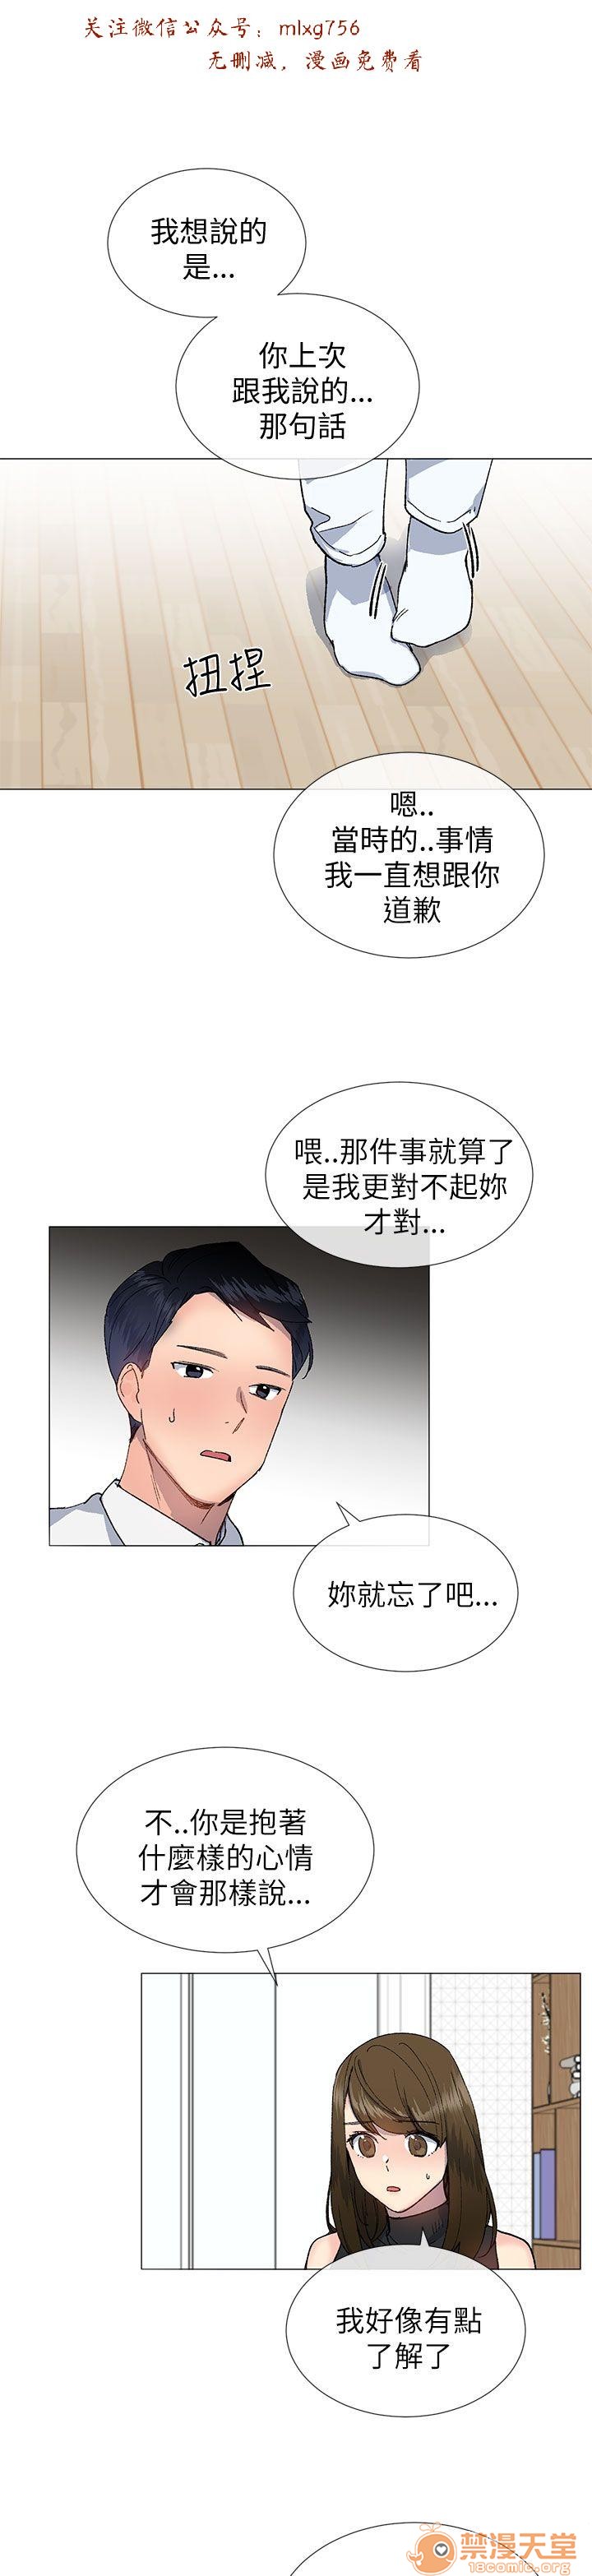 关注微信公众号：mlxg756
无删减，漫画免费看
我想說的
是...
你上次
跟我說的...
那句話
扭捏
嗯..
當時的..事情
我一直想跟你
道歉
喂..那件事就算了
是我更對不起妳
才對...
妳就忘了吧...
不..你是抱著
什麼樣的心情
才會那樣說...
我好像有點
了解了
禁漫天堂
18comic.org